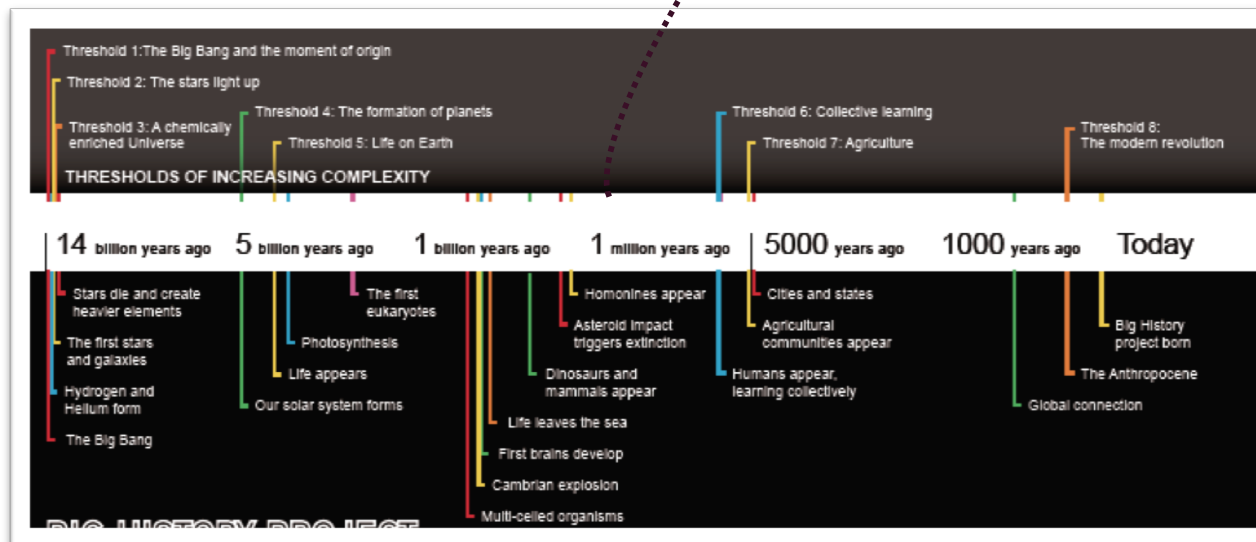 Threshold 1:The Big Bang and the moment of origin
Threshold 2: The stars light up
Threshold 3: A chemically
enriched Universe
Threshold 4: The formation of planets
Threshold 5: Life on Earth
Threshold 6: Collective learning
Threshold 7: Agriculture
Threshold 8:
The modern revolution
THRESHOLDS OF INCREASING COMPLEXITY
14 billion years ago
5 billion years ago
1 billion years ago
1 million years ago
5000 years ago
1000 years ago
Today
Stars die and create
heavier elements
The first stars
and galaxies
Hydrogen and
Helium form
The Big Bang
The first
eukaryotes
Photosynthesis
Life appears
Our solar system forms
Homonines appear
Asteroid impact
triggers extinction
Dinosaurs and
mammals appear
Life leaves the sea
First brains develop
Cambrian explosion
Multi-celled organisms
Cities and states
Agricultural
communities appear
Humans appear,
learning collectively
Big History
project born
The Anthropocene
Global connection
BIG HISTORY PROJECT